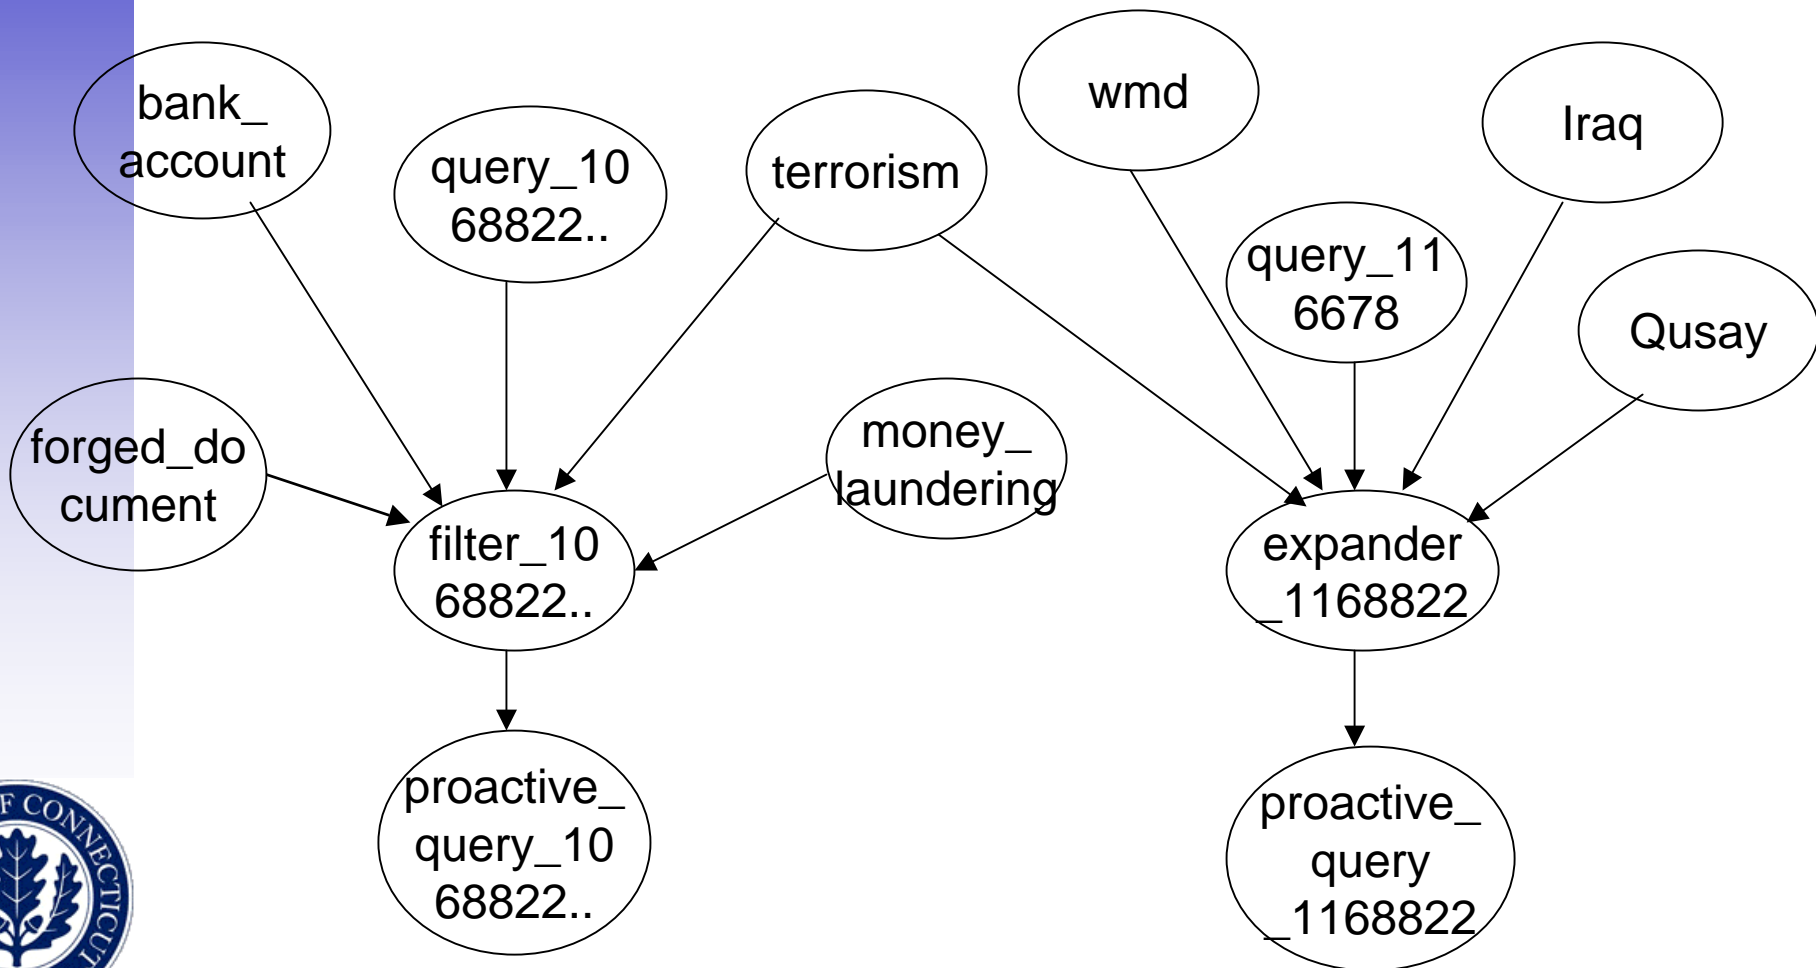 bank_
account
query_10
68822..
terrorism
wmd
Iraq
query_11
6678
Qusay
forged_do
cument
money_
laundering
filter_10
68822..
expander
_1168822
proactive_
query_10
68822..
proactive_
query
_1168822
F CONNECTICUT